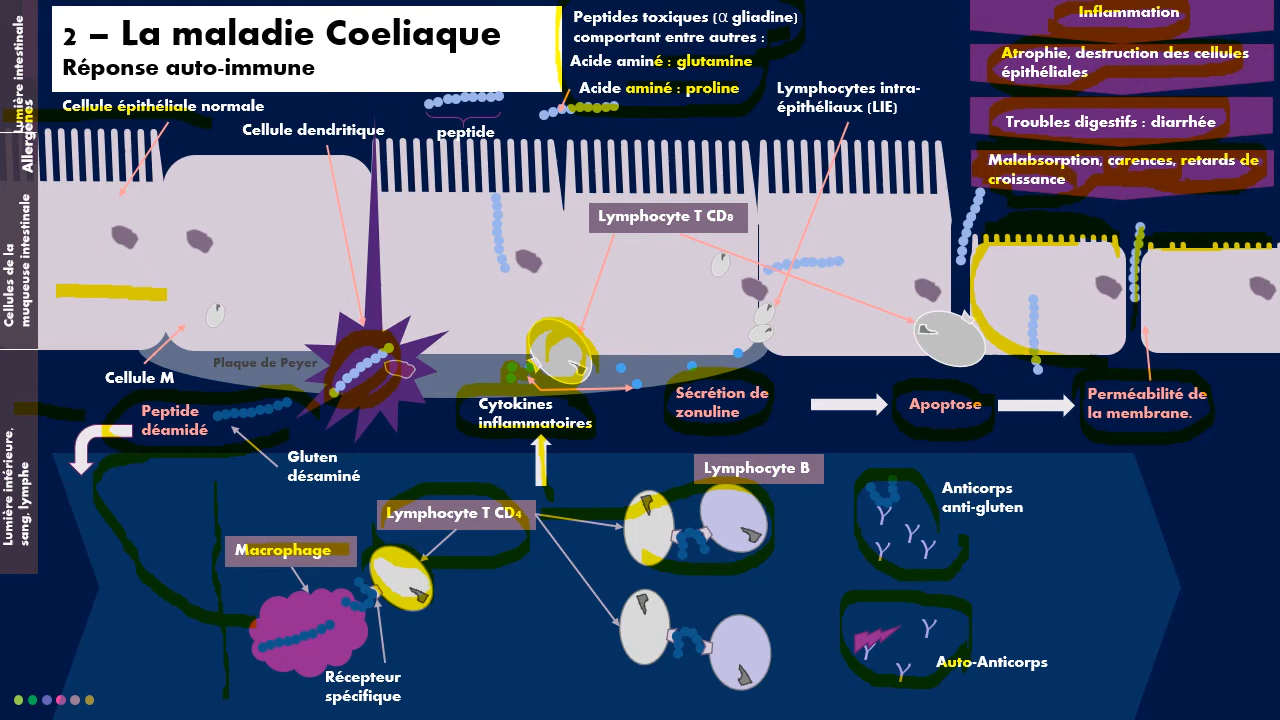 2 – La maladie Coeliaque
Réponse auto-immune
Peptides toxiques (α gliadine)
comportant entre autres :
Acide aminé : glutamine
Acide aminé : proline
Inflammation
Atrophie, destruction des cellules
épithéliales
Troubles digestifs : diarrhée
Malabsorption, carences, retards de
croissance
Lumière intestinale
Allergènes
Cellule épithéliale normale
Cellule dendritique
peptide
Lymphocytes intra-
épithéliaux (LIE)
Lymphocyte T CD8
Cellules de la
muqueuse intestinale
Plaque de Peyer
Cellule M
Peptide
déamidé
Cytokines
inflammatoires
Sécrétion de
zonuline
Apoptose
Perméabilité de
la membrane.
Lumière intérieure,
sang, lymphe
Gluten
désaminé
Lymphocyte B
Lymphocyte T CD4
Anticorps
anti-gluten
Macrophage
Récepteur
spécifique
Auto-Anticorps